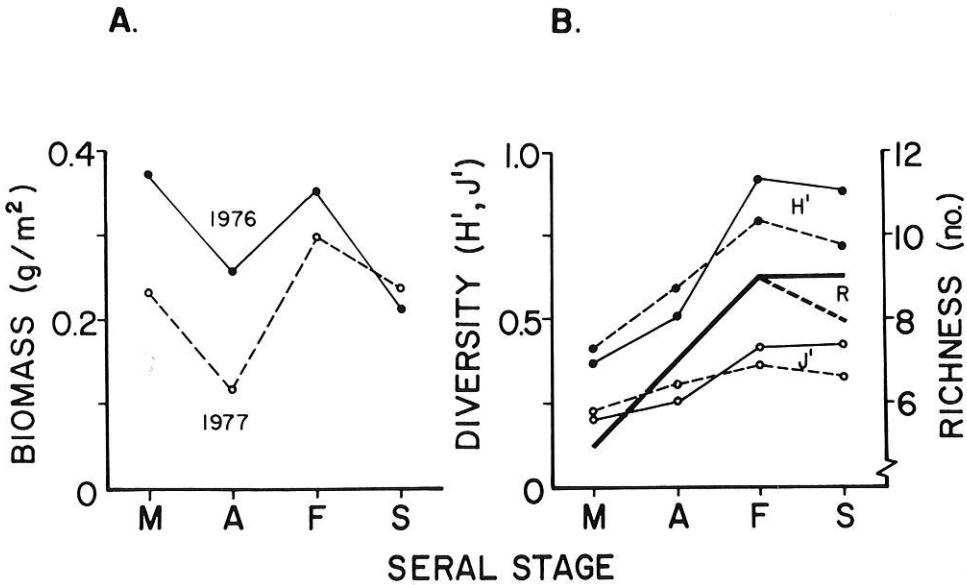 A.
BIOMASS (g/m²)
0.4
0.2
0
1976
1977
M A F S
B.
DIVERSITY (H', J')
1.0
0.5
0
H'
R
J'
M A F S
12
10
8
6
RICHNESS (no.)
SERAL STAGE